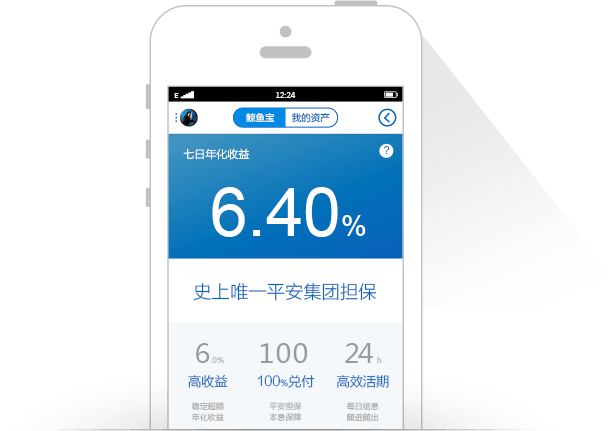 E 12:24
鲸鱼宝 我的资产
七日年化收益 ?
6.40%
史上唯一平安集团担保
6.0% 100 24h
高收益 100%兑付 高效活期
稳定超额 平安担保 每日结息
年化收益 本息保障 随进随出